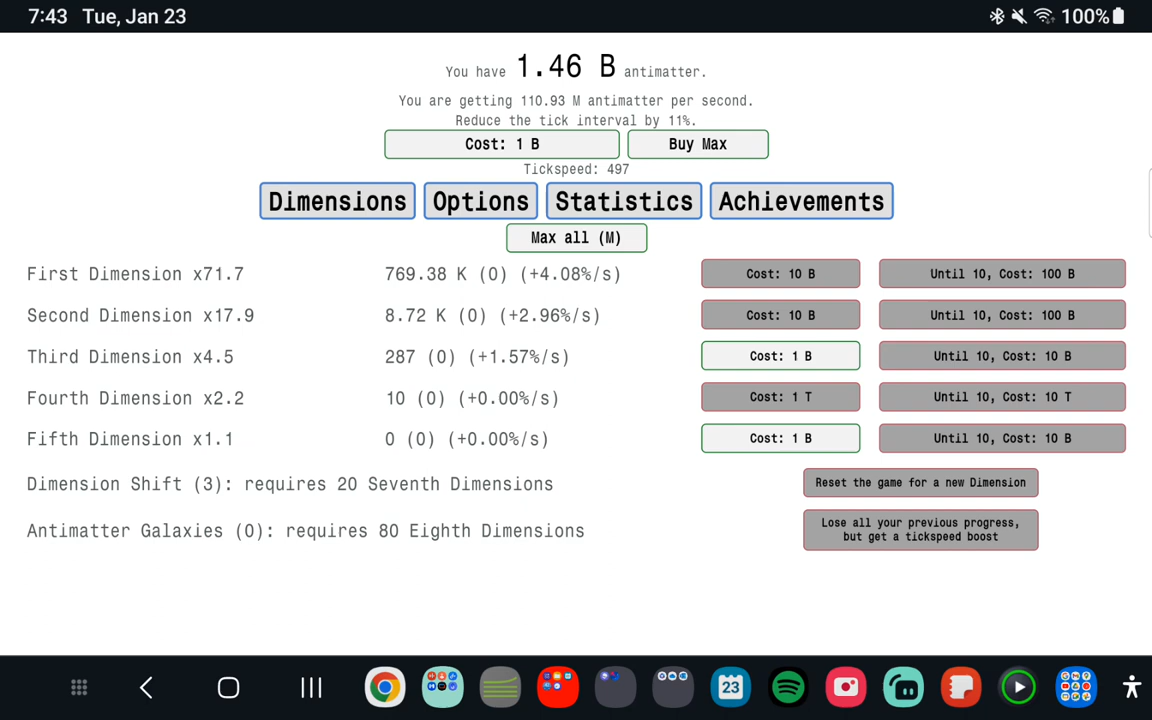 7:43 Tue, Jan 23
100%
You have 1.46 B antimatter.
You are getting 110.93 M antimatter per second.
Reduce the tick interval by 11%.
Cost: 1 B Buy Max
Tickspeed: 497
Dimensions Options Statistics Achievements
Max all (M)
First Dimension x71.7 769.38 K (0) (+4.08%/s) Cost: 10 B Until 10, Cost: 100 B
Second Dimension x17.9 8.72 K (0) (+2.96%/s) Cost: 10 B Until 10, Cost: 100 B
Third Dimension x4.5 287 (0) (+1.57%/s) Cost: 1 B Until 10, Cost: 10 B
Fourth Dimension x2.2 10 (0) (+0.00%/s) Cost: 1 T Until 10, Cost: 10 T
Fifth Dimension x1.1 0 (0) (+0.00%/s) Cost: 1 B Until 10, Cost: 10 B
Dimension Shift (3): requires 20 Seventh Dimensions Reset the game for a new Dimension
Antimatter Galaxies (0): requires 80 Eighth Dimensions Lose all your previous progress,
but get a tickspeed boost
23